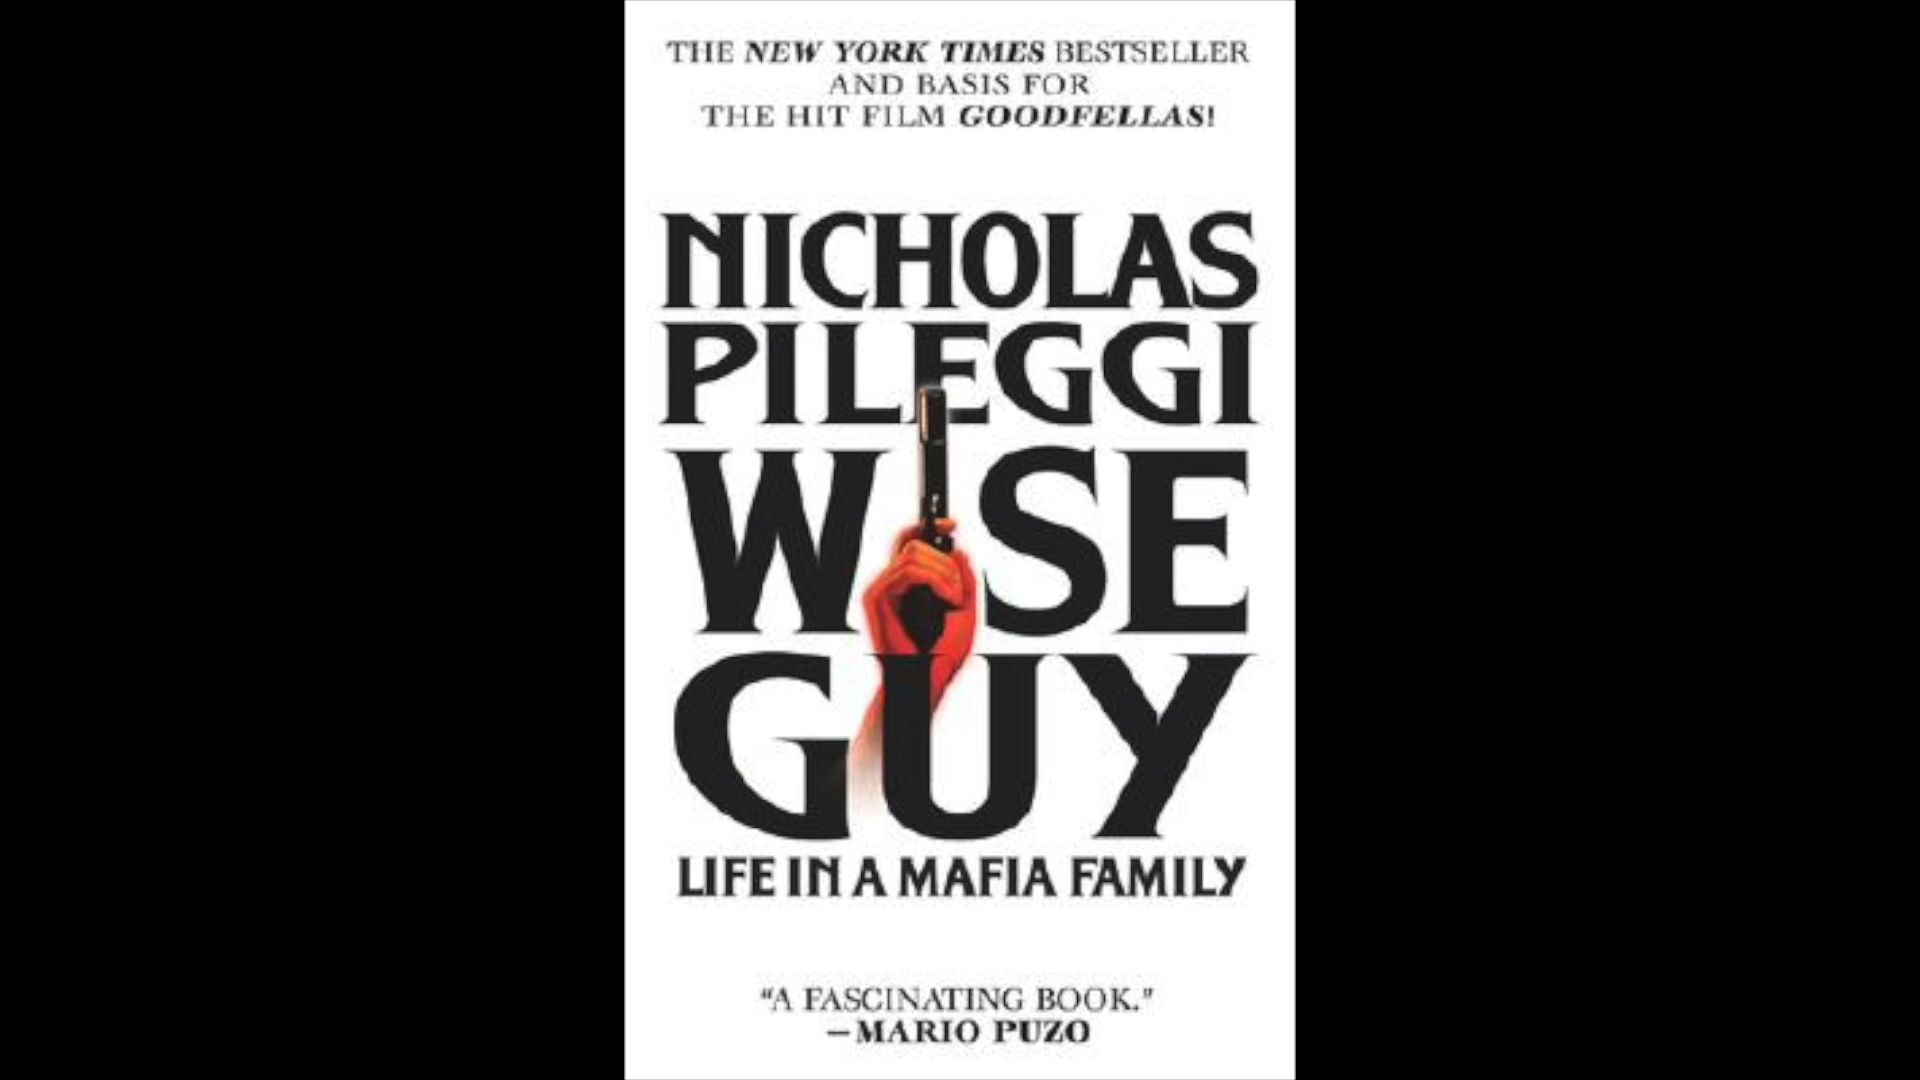 THE NEW YORK TIMES BESTSELLER
AND BASIS FOR
THE HIT FILM GOODFELLAS!
NICHOLAS
PILEGGI
WISE
GUY
LIFE IN A MAFIA FAMILY
“A FASCINATING BOOK.”
—MARIO PUZO